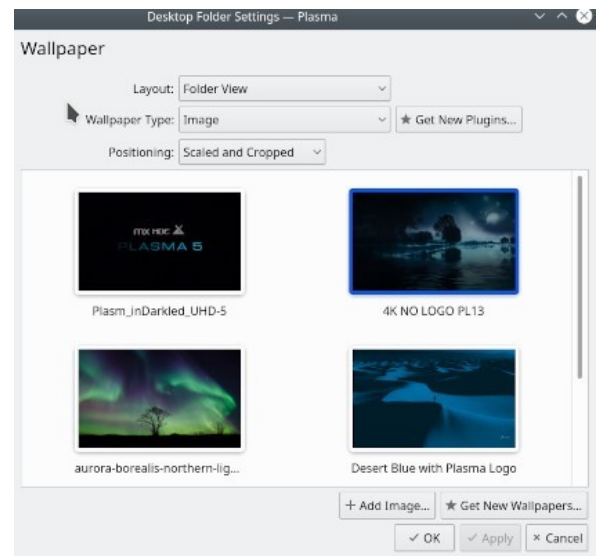 Desktop Folder Settings — Plasma
Wallpaper
Layout: Folder View
Wallpaper Type: Image ★ Get New Plugins...
Positioning: Scaled and Cropped
MX KDE
PLASMA 5
Plasm_inDarkled_UHD-5 4K NO LOGO PL13
aurora-borealis-northern-lig... Desert Blue with Plasma Logo
+ Add Image... ★ Get New Wallpapers...
✓ OK ✓ Apply × Cancel